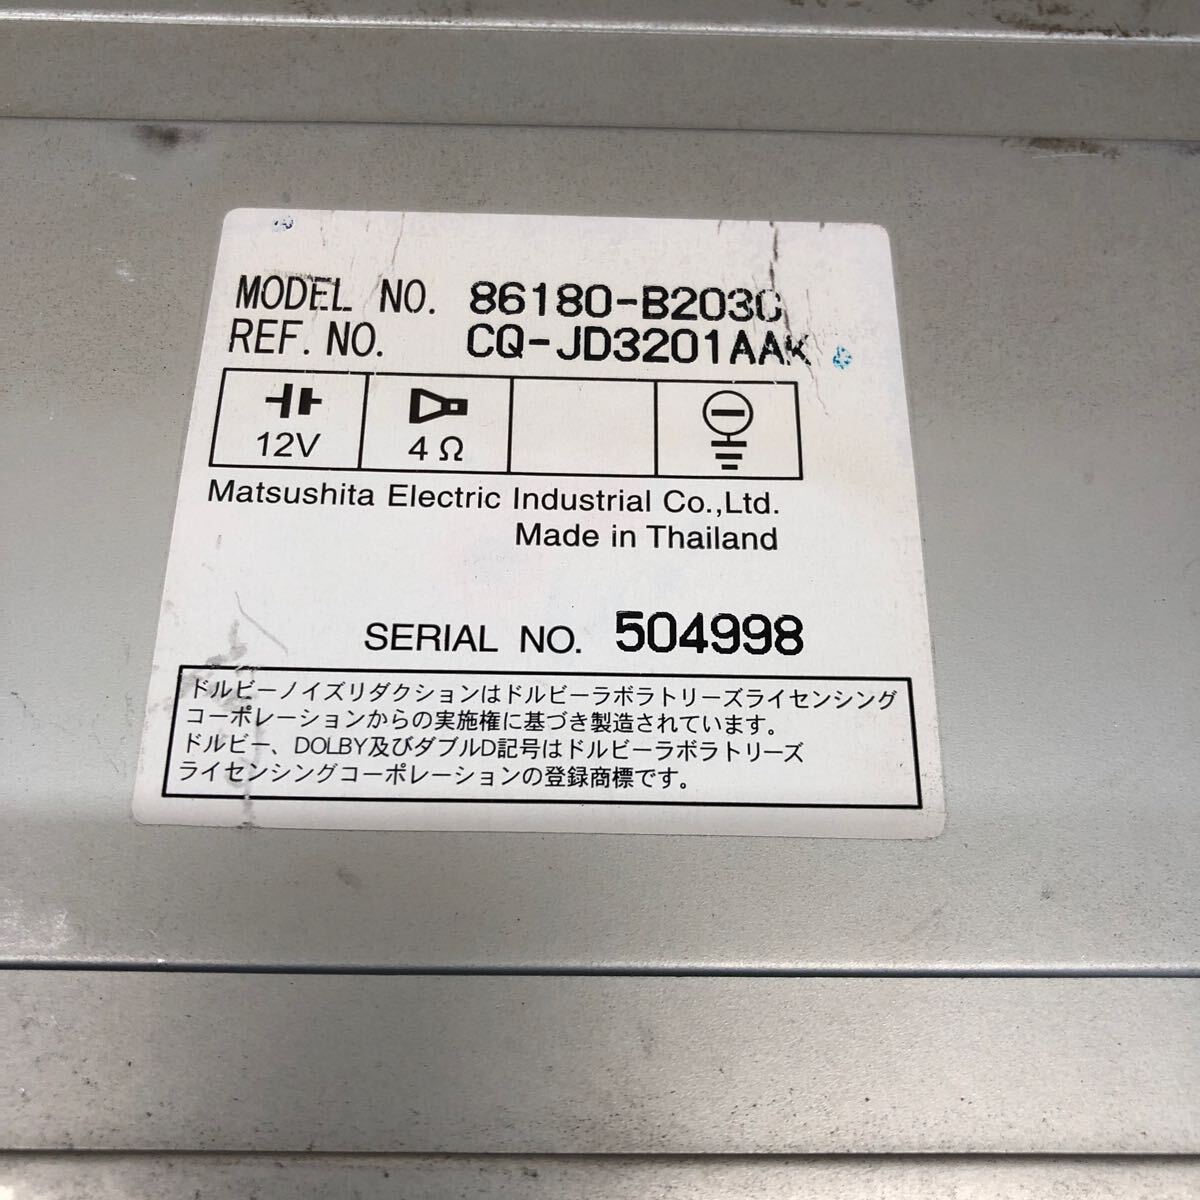 MODEL NO. 86180-B2030
REF. NO. CQ-JD3201AAK
12V 4Ω
Matsushita Electric Industrial Co.,Ltd.
Made in Thailand
SERIAL NO. 504998
ドルビーノイズリダクションはドルビーラボラトリーズライセンシング
コーポレーションからの実施権に基づき製造されています。
ドルビー、DOLBY及びダブルD記号はドルビーラボラトリーズ
ライセンシングコーポレーションの登録商標です。